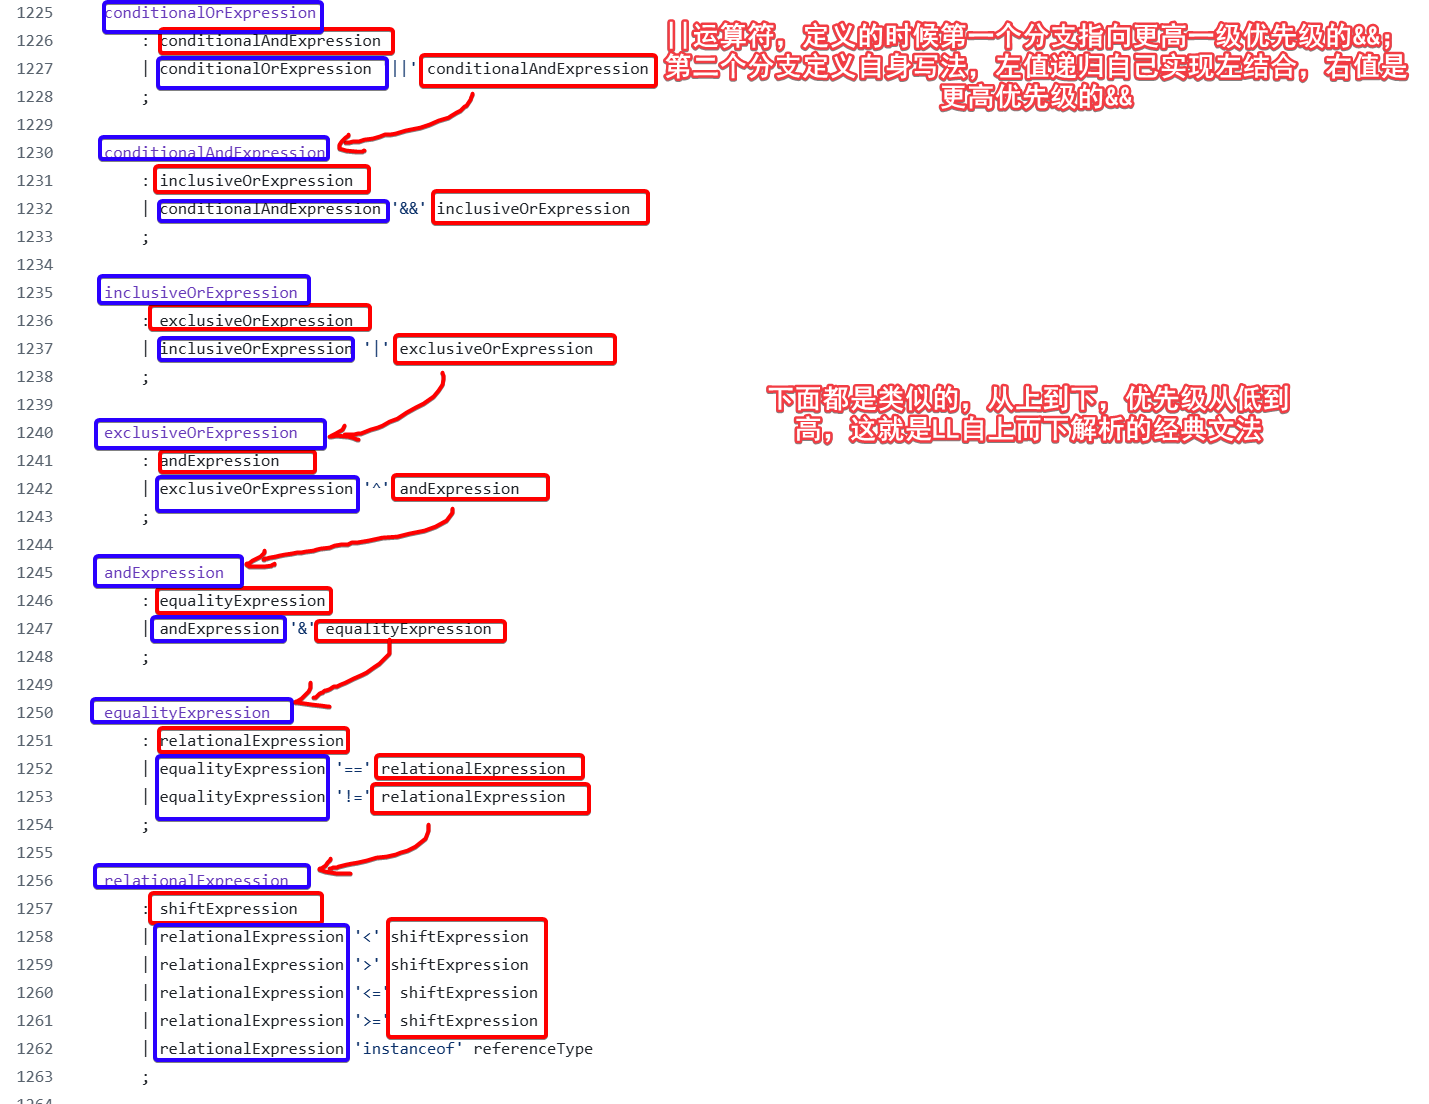 1225 conditionalOrExpression
1226 : conditionalAndExpression
1227 | conditionalOrExpression '||' conditionalAndExpression
1228 ;
1229
1230 conditionalAndExpression
1231 : inclusiveOrExpression
1232 | conditionalAndExpression '&&' inclusiveOrExpression
1233 ;
1234
1235 inclusiveOrExpression
1236 : exclusiveOrExpression
1237 | inclusiveOrExpression '|' exclusiveOrExpression
1238 ;
1239
1240 exclusiveOrExpression
1241 : andExpression
1242 | exclusiveOrExpression '^' andExpression
1243 ;
1244
1245 andExpression
1246 : equalityExpression
1247 | andExpression '&' equalityExpression
1248 ;
1249
1250 equalityExpression
1251 : relationalExpression
1252 | equalityExpression '==' relationalExpression
1253 | equalityExpression '!=' relationalExpression
1254 ;
1255
1256 relationalExpression
1257 : shiftExpression
1258 | relationalExpression '<' shiftExpression
1259 | relationalExpression '>' shiftExpression
1260 | relationalExpression '<=' shiftExpression
1261 | relationalExpression '>=' shiftExpression
1262 | relationalExpression 'instanceof' referenceType
1263 ;
1264
||运算符，定义的时候第一个分支指向更高一级优先级的&&；
第二个分支定义自身写法，左值递归自己实现左结合，右值是
更高优先级的&&
下面都是类似的，从上到下，优先级从低到
高，这就是LL自上而下解析的经典文法